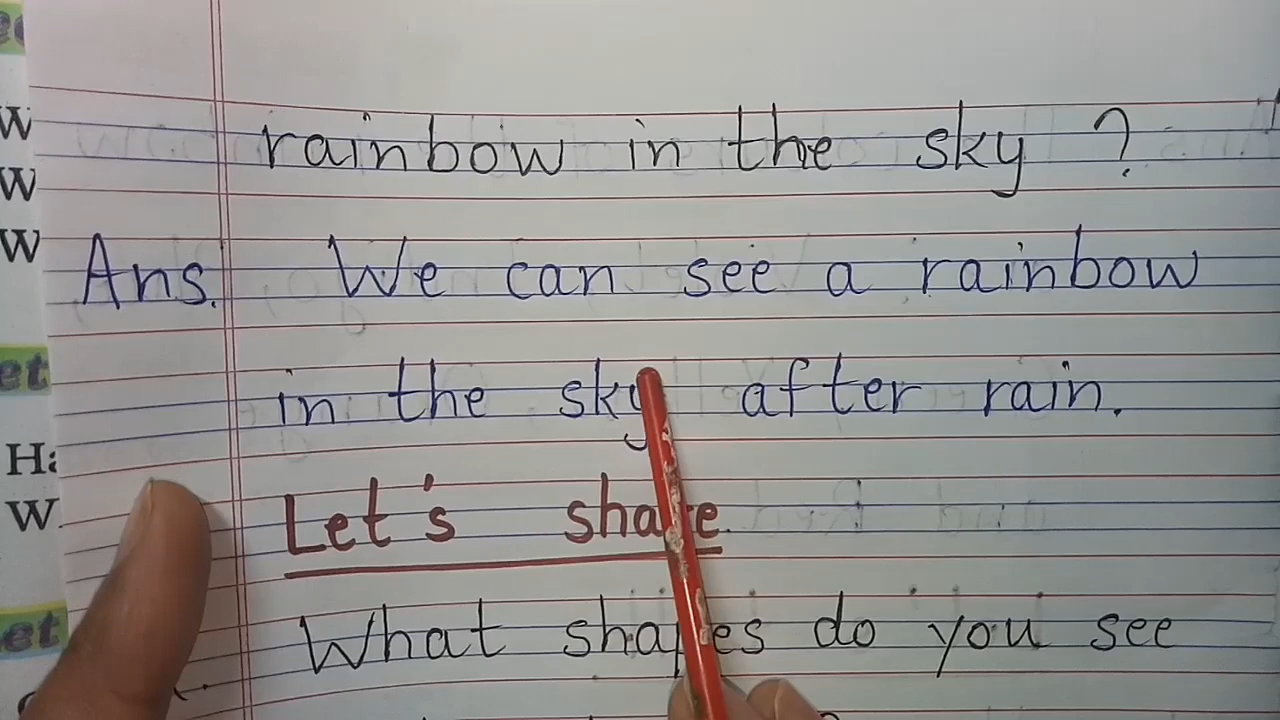 rainbow in the sky ?
Ans. We can see a rainbow
in the sky after rain.
Let's share
What shapes do you see